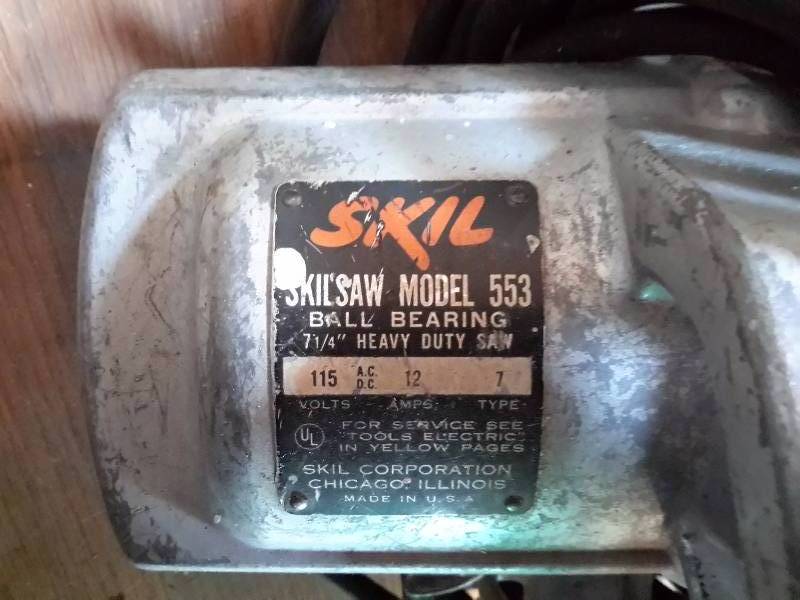 SKIL
SKILSAW MODEL 553
BALL BEARING
7 1/4" HEAVY DUTY SAW
115 A.C. D.C. 12 7
VOLTS AMPS. TYPE
UL
FOR SERVICE SEE
"TOOLS ELECTRIC"
IN YELLOW PAGES
SKIL CORPORATION
CHICAGO, ILLINOIS
MADE IN U.S.A